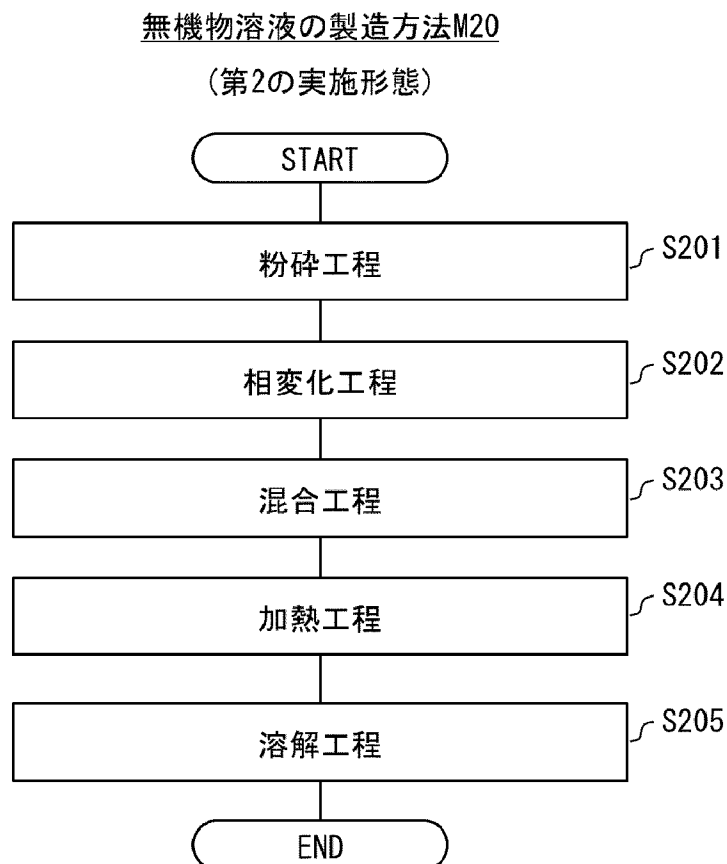 無機物溶液の製造方法M20
(第2の実施形態)
START
粉砕工程
S201
相変化工程
S202
混合工程
S203
加熱工程
S204
溶解工程
S205
END